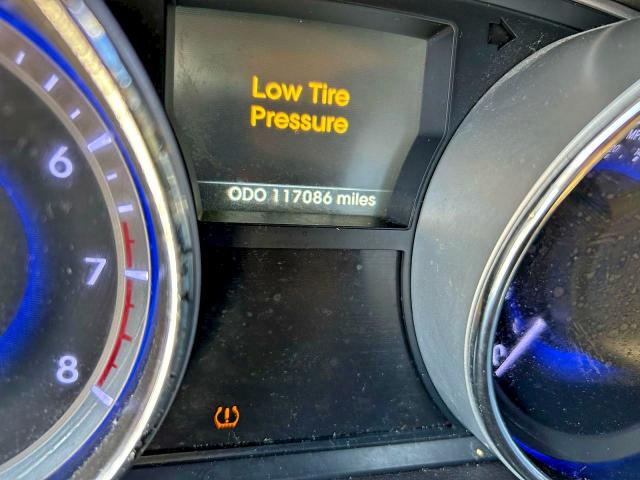 Low Tire
Pressure
ODO 117086 miles
6
7
8